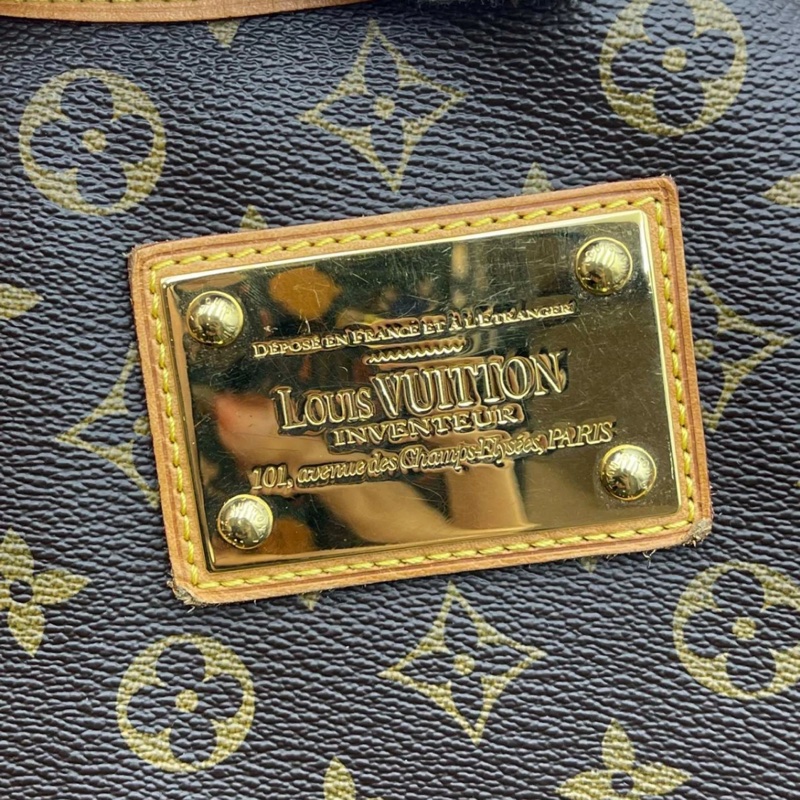 DÉPOSÉ EN FRANCE ET À L'ÉTRANGER
LOUIS VUITTON
INVENTEUR
101, avenue des Champs-Elysées, PARIS